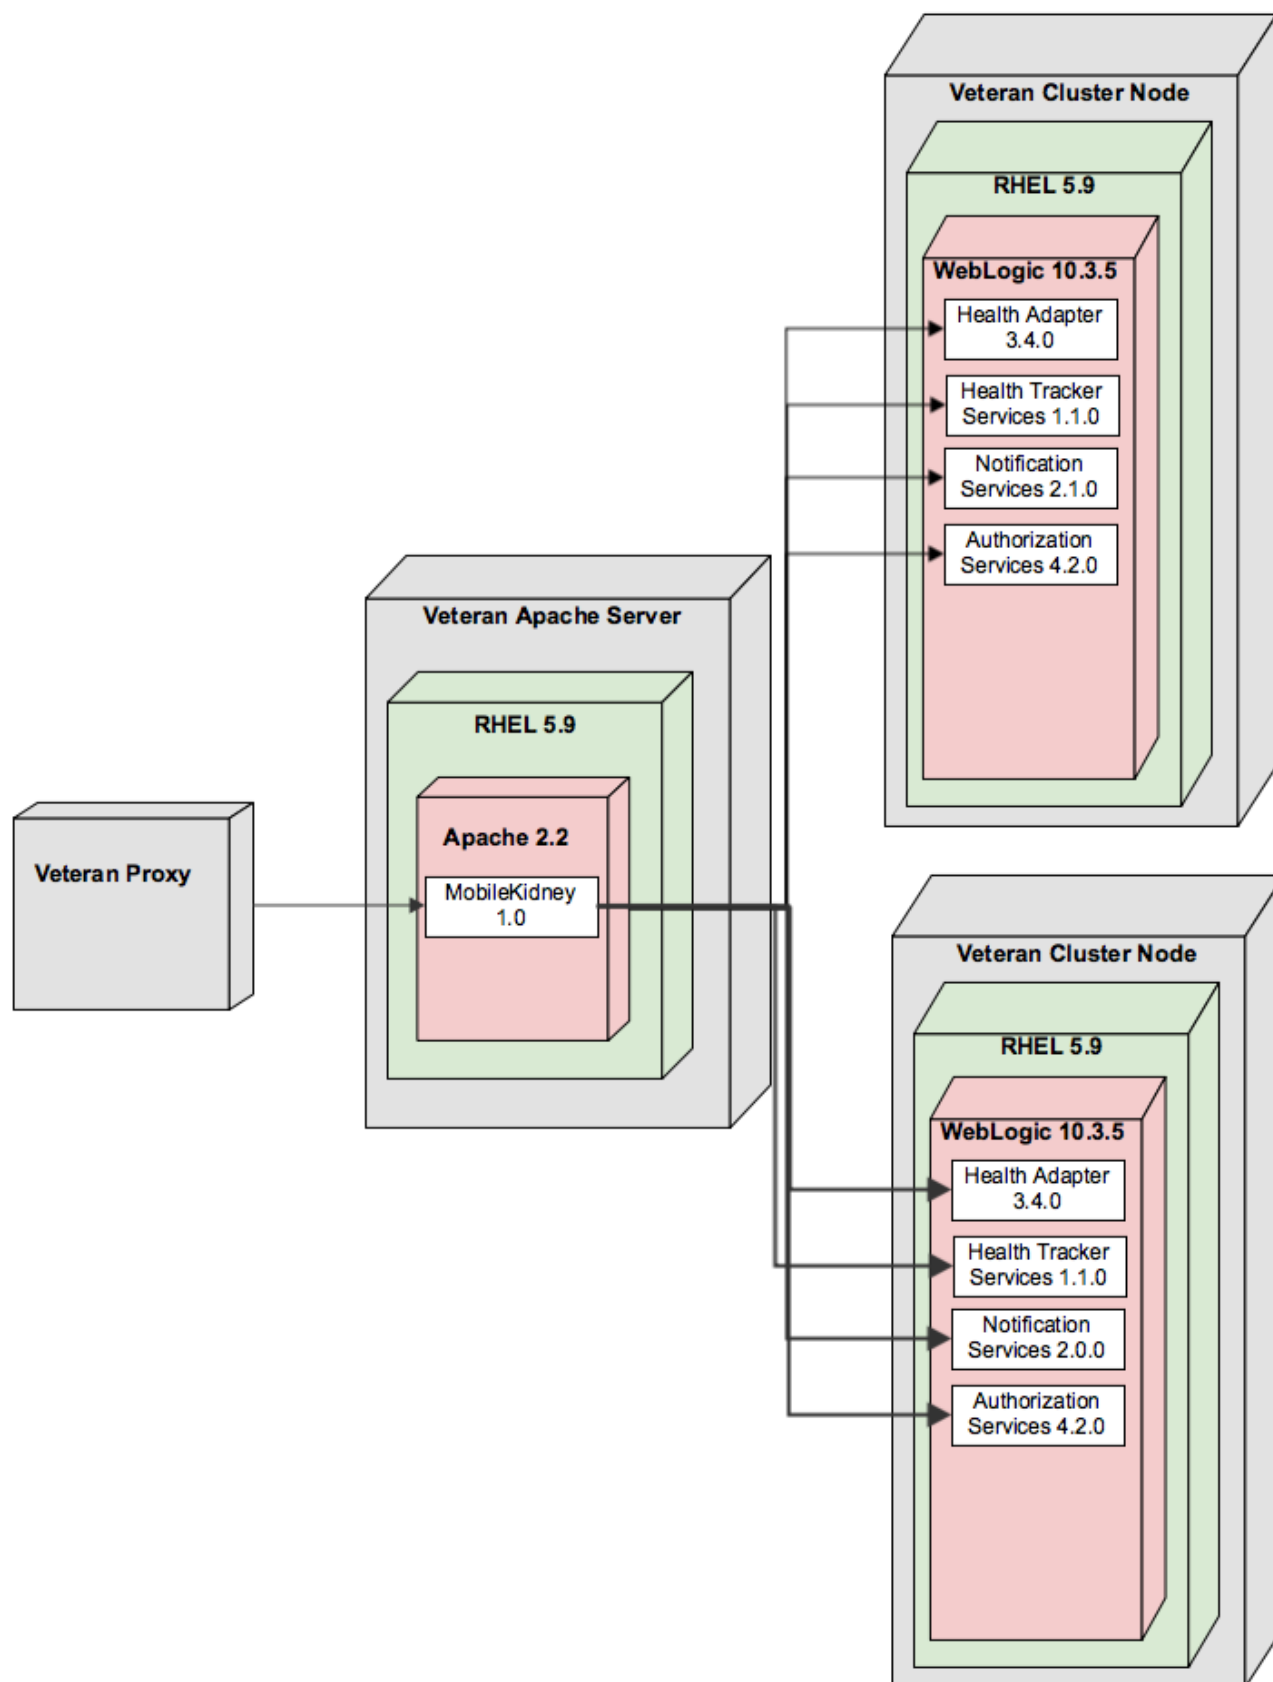 Veteran Cluster Node
RHEL 5.9
WebLogic 10.3.5
Health Adapter
3.4.0
Health Tracker
Services 1.1.0
Notification
Services 2.1.0
Authorization
Services 4.2.0
Veteran Apache Server
RHEL 5.9
Apache 2.2
MobileKidney
1.0
Veteran Proxy
Veteran Cluster Node
RHEL 5.9
WebLogic 10.3.5
Health Adapter
3.4.0
Health Tracker
Services 1.1.0
Notification
Services 2.0.0
Authorization
Services 4.2.0